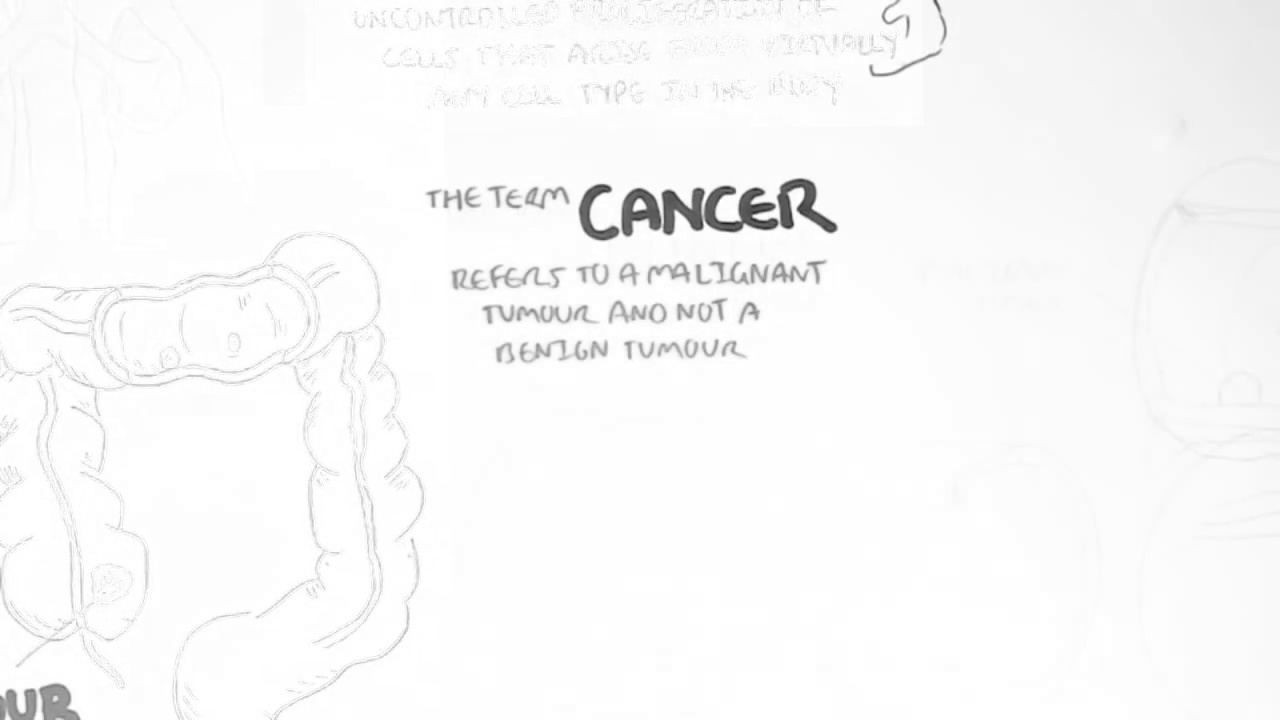 UNCONTROLLED PROLIFERATION OF
CELLS THAT ARISE FROM VIRTUALLY
ANY CELL TYPE IN THE BODY
THE TERM CANCER
REFERS TO A MALIGNANT
TUMOUR AND NOT A
BENIGN TUMOUR
OUR